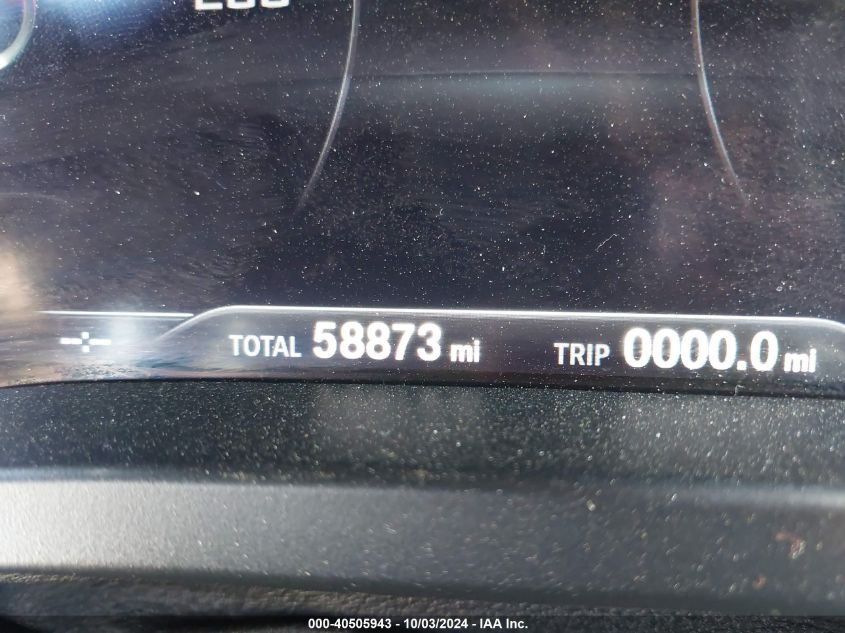 -:--
TOTAL 58873 mi TRIP 0000.0 mi
000-40505943 - 10/03/2024 - IAA Inc.